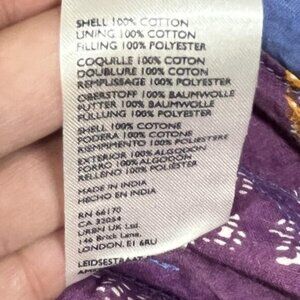 SHELL 100% COTTON
LINING 100% COTTON
FILLING 100% POLYESTER
COQUILLE 100% COTON
DOUBLURE 100% COTON
REMPLISSAGE 100% POLYESTER
OBERSTOFF 100% BAUMWOLLE
FUTTER 100% BAUMWOLLE
FÜLLUNG 100% POLYESTER
SHELL 100% COTONE
FODERA 100% COTONE
RIEMPIMENTO 100% POLIESTERE
EXTERIOR 100% ALGODÓN
FORRO 100% ALGODÓN
RELLENO 100% POLIÉSTER
MADE IN INDIA
HECHO EN INDIA
RN 66170
CA 32054
URBN UK Ltd.
146 Brick Lane,
LONDON. E1 6RU
LEIDSESTRAAT